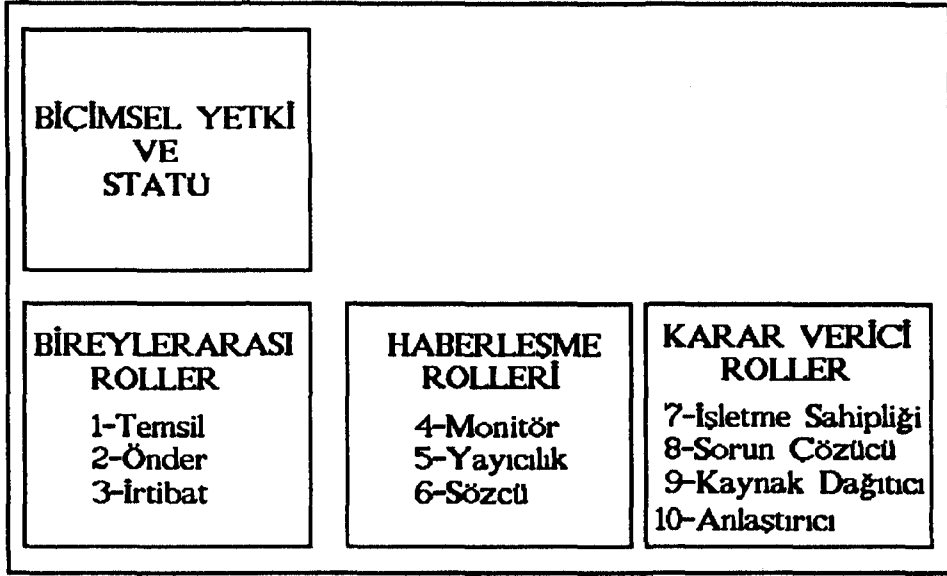 BİÇİMSEL YETKİ
VE
STATÜ
BİREYLERARASI
ROLLER
1-Temsil
2-Önder
3-İrtibat
HABERLEŞME
ROLLERİ
4-Monitör
5-Yayıcılık
6-Sözcü
KARAR VERİCİ
ROLLER
7-İşletme Sahipliği
8-Sorun Çözücü
9-Kaynak Dağıtıcı
10-Anlaştırıcı